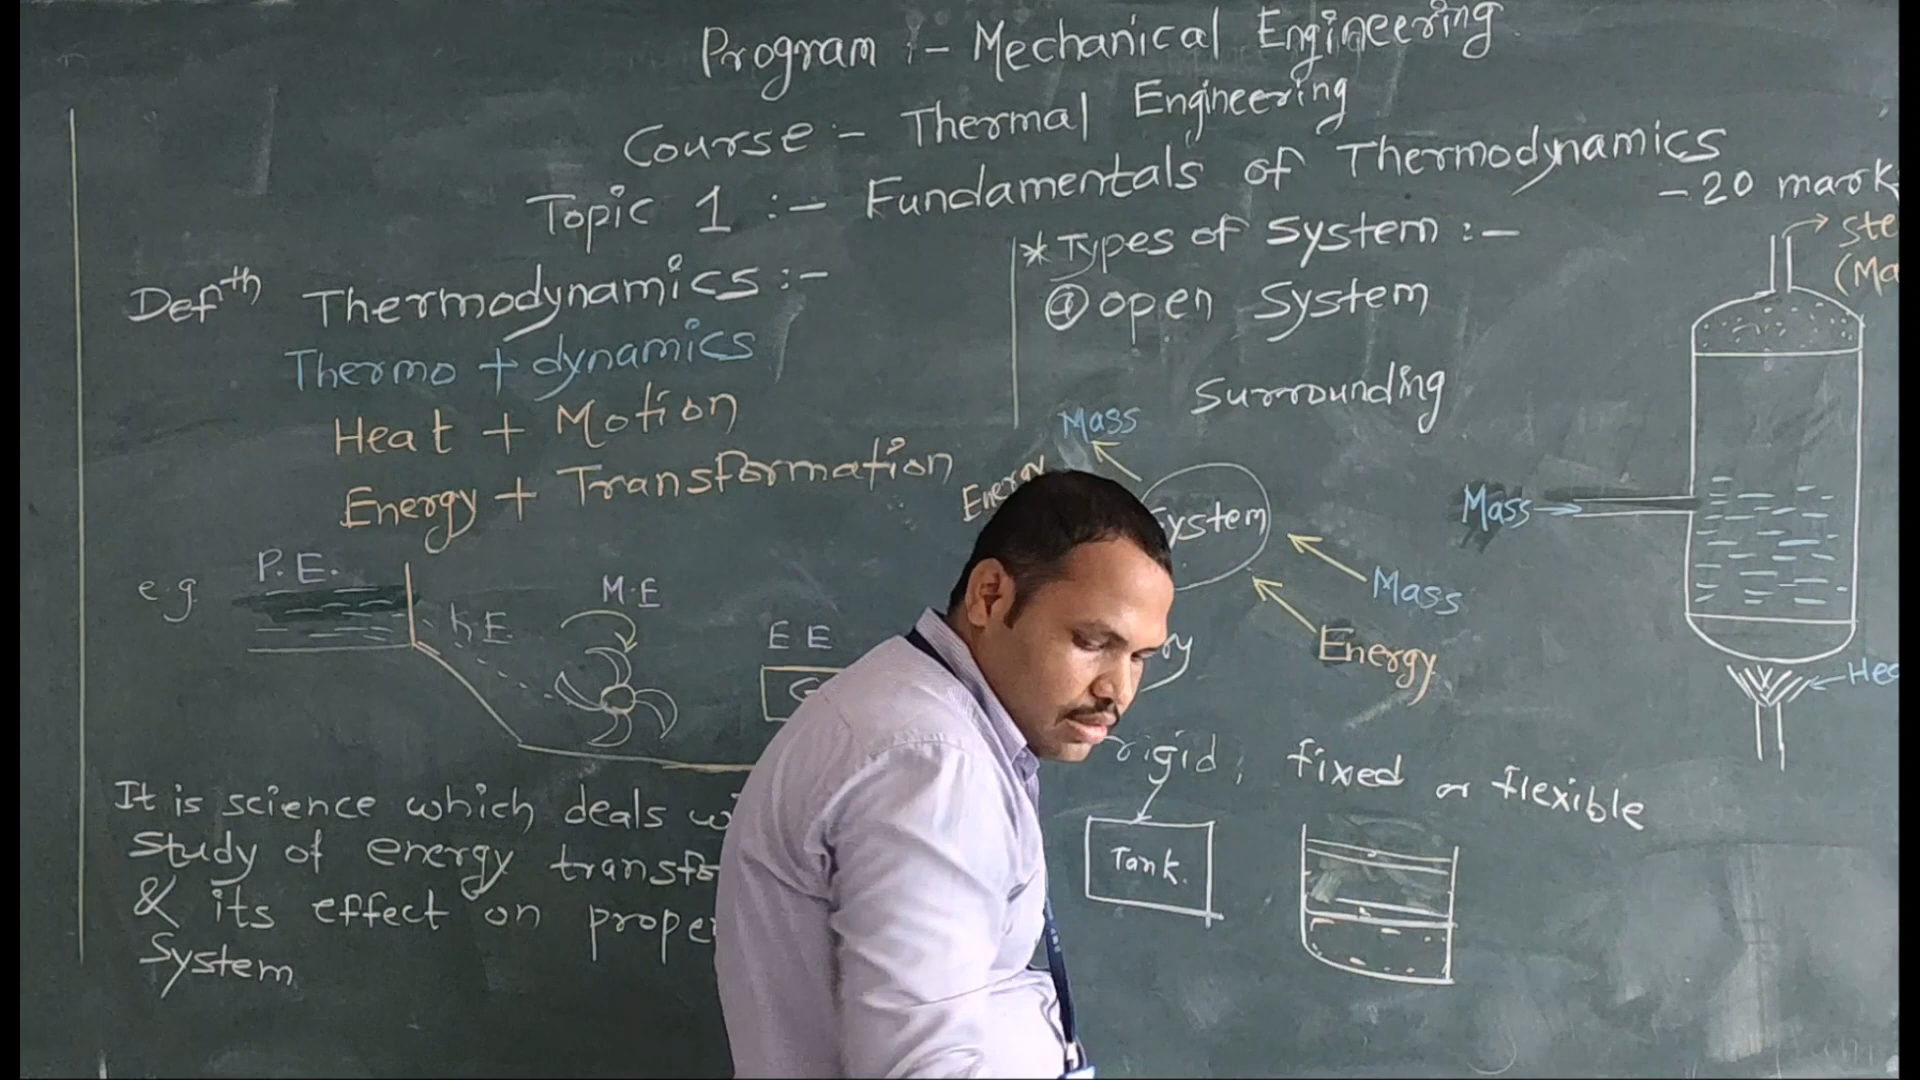 Program :- Mechanical Engineering
Course :- Thermal Engineering
Topic 1 :- Fundamentals of Thermodynamics
- 20 mark
Defth Thermodynamics :-
Thermo + dynamics
Heat + Motion
Energy + Transformation
e.g.
P.E.
K.E.
M.E
E E
It is science which deals
study of energy
& its effect on
System
* Types of System :-
@ open System
Surrounding
Mass
Energy
System
Mass
Energy
rigid, fixed or flexible
Tank.
Mass